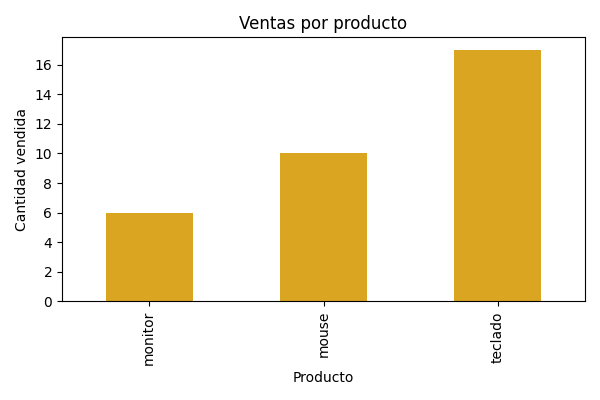 Ventas por producto
Cantidad vendida
16
14
12
10
8
6
4
2
0
monitor
mouse
teclado
Producto